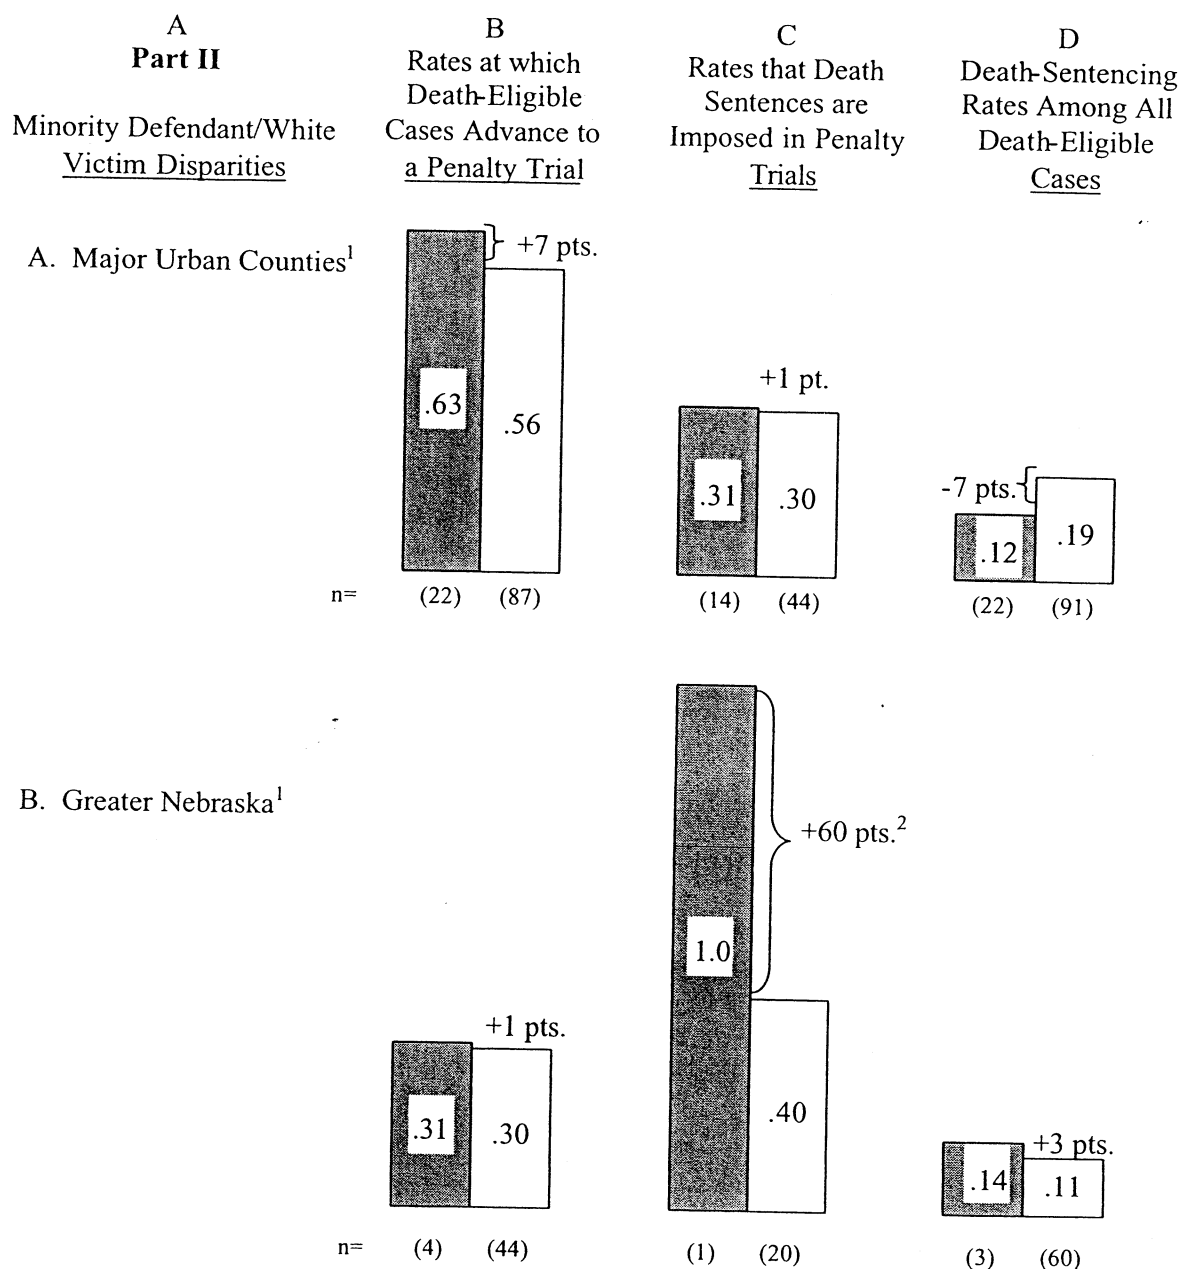 A
Part II
Minority Defendant/White
Victim Disparities
B
Rates at which
Death-Eligible
Cases Advance to
a Penalty Trial
C
Rates that Death
Sentences are
Imposed in Penalty
Trials
D
Death-Sentencing
Rates Among All
Death-Eligible
Cases
A. Major Urban Counties1
+7 pts.
.63
.56
+1 pt.
.31
.30
-7 pts.
.12
.19
n=
(22)
(87)
(14)
(44)
(22)
(91)
B. Greater Nebraska1
+1 pts.
.31
.30
+60 pts.2
1.0
.40
+3 pts.
.14
.11
n=
(4)
(44)
(1)
(20)
(3)
(60)